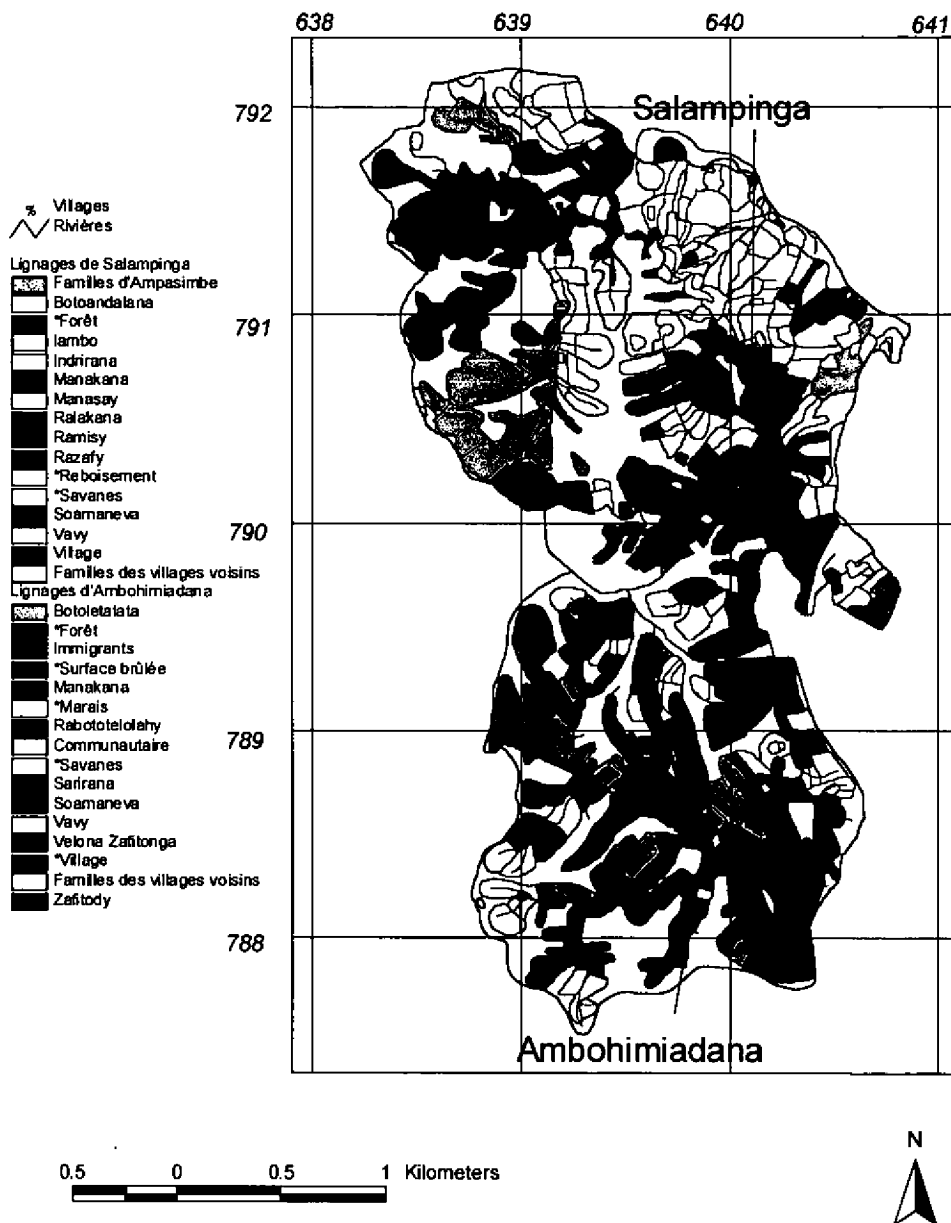 638 639 640 641
792
Salampinga
% Villages
Rivières
Lignages de Salampinga
Familles d'Ampasimbe
Botoandalana
*Forêt
Iambo
Indrirana
Manakana
Manasay
Ralakana
Ramisy
Razafy
*Reboisement
*Savanes
Soamaneva
Vavy
Village
Familles des villages voisins
Lignages d'Ambohimiadana
Botoletalata
*Forêt
Immigrants
*Surface brûlée
Manakana
*Marais
Rabototelolahy
Communautaire
*Savanes
Sarirana
Soamaneva
Vavy
Velona Zafitonga
*Village
Familles des villages voisins
Zafitody
791
790
789
788
Ambohimiadana
0.5 0 0.5 1 Kilometers
N